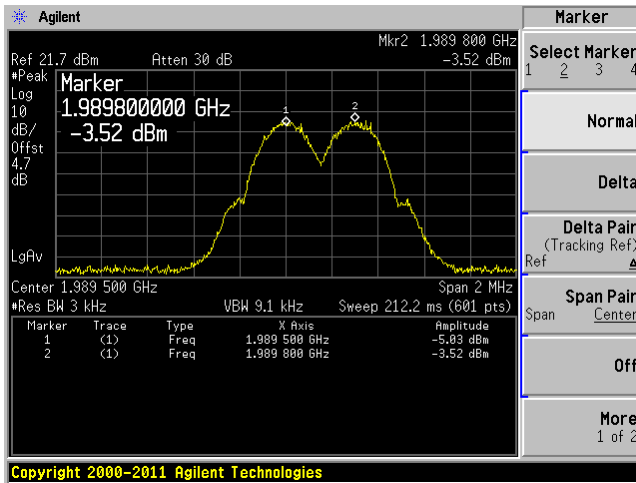 Agilent
Marker
Mkr2 1.989 800 GHz
Ref 21.7 dBm Atten 30 dB -3.52 dBm
#Peak
Log
10
dB/
Offst
4.7
dB
LgAv
Marker
1.989800000 GHz
-3.52 dBm
1
2
Center 1.989 500 GHz Span 2 MHz
#Res BW 3 kHz VBW 9.1 kHz Sweep 212.2 ms (601 pts)
Marker Trace Type X Axis Amplitude
1 (1) Freq 1.989 500 GHz -5.03 dBm
2 (1) Freq 1.989 800 GHz -3.52 dBm
Select Marker
1 2 3 4
Normal
Delta
Delta Pair
(Tracking Ref)
Ref Δ
Span Pair
Span Center
Off
More
1 of 2
Copyright 2000-2011 Agilent Technologies